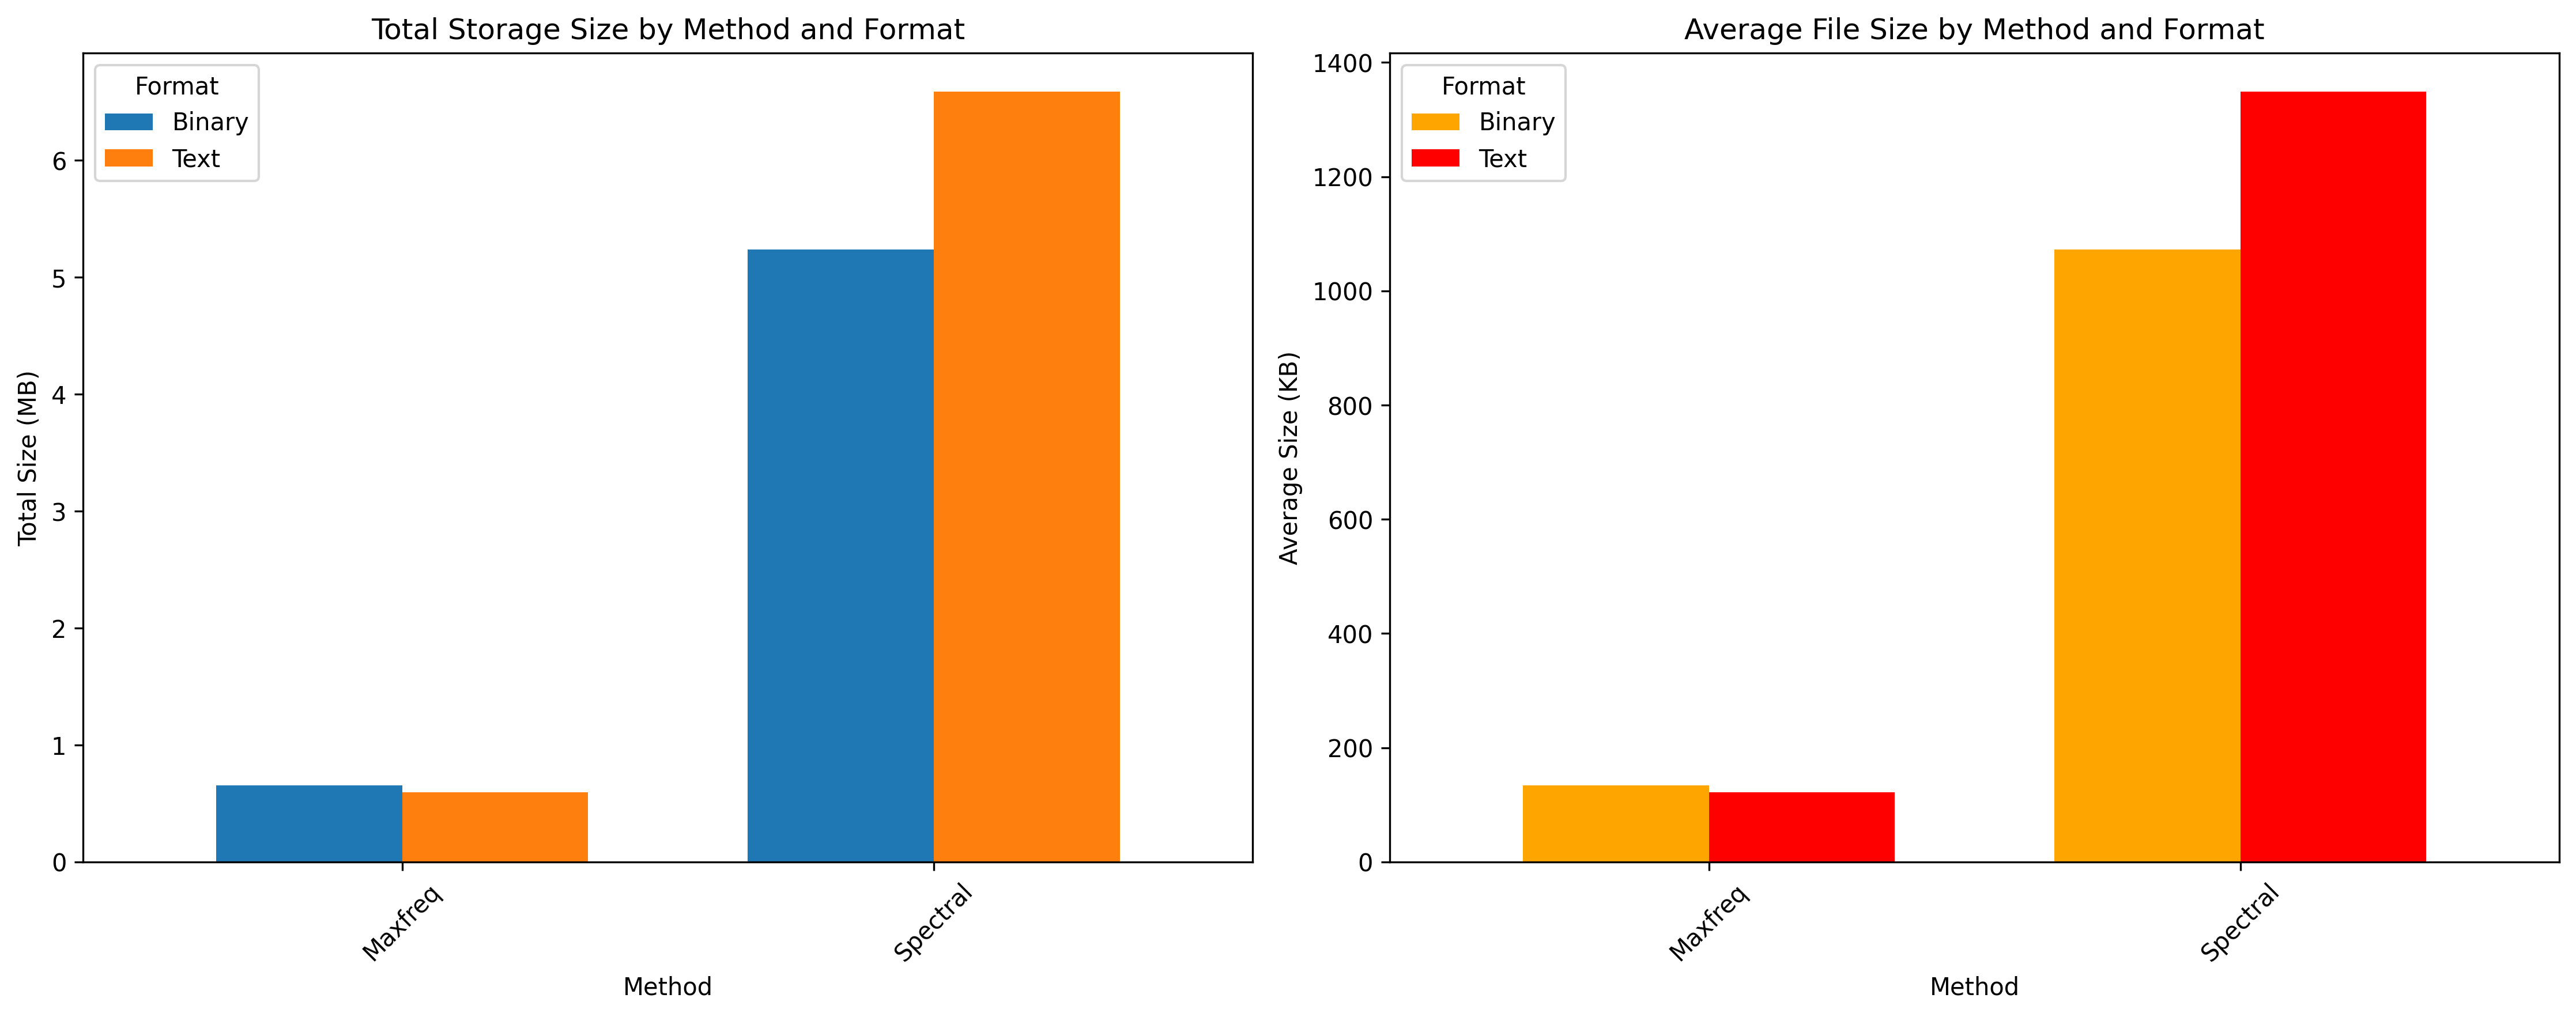 Total Storage Size by Method and Format
Format
Binary
Text
6
5
4
3
2
1
0
Total Size (MB)
Maxfreq
Spectral
Method
Average File Size by Method and Format
Format
Binary
Text
1400
1200
1000
800
600
400
200
0
Average Size (KB)
Maxfreq
Spectral
Method